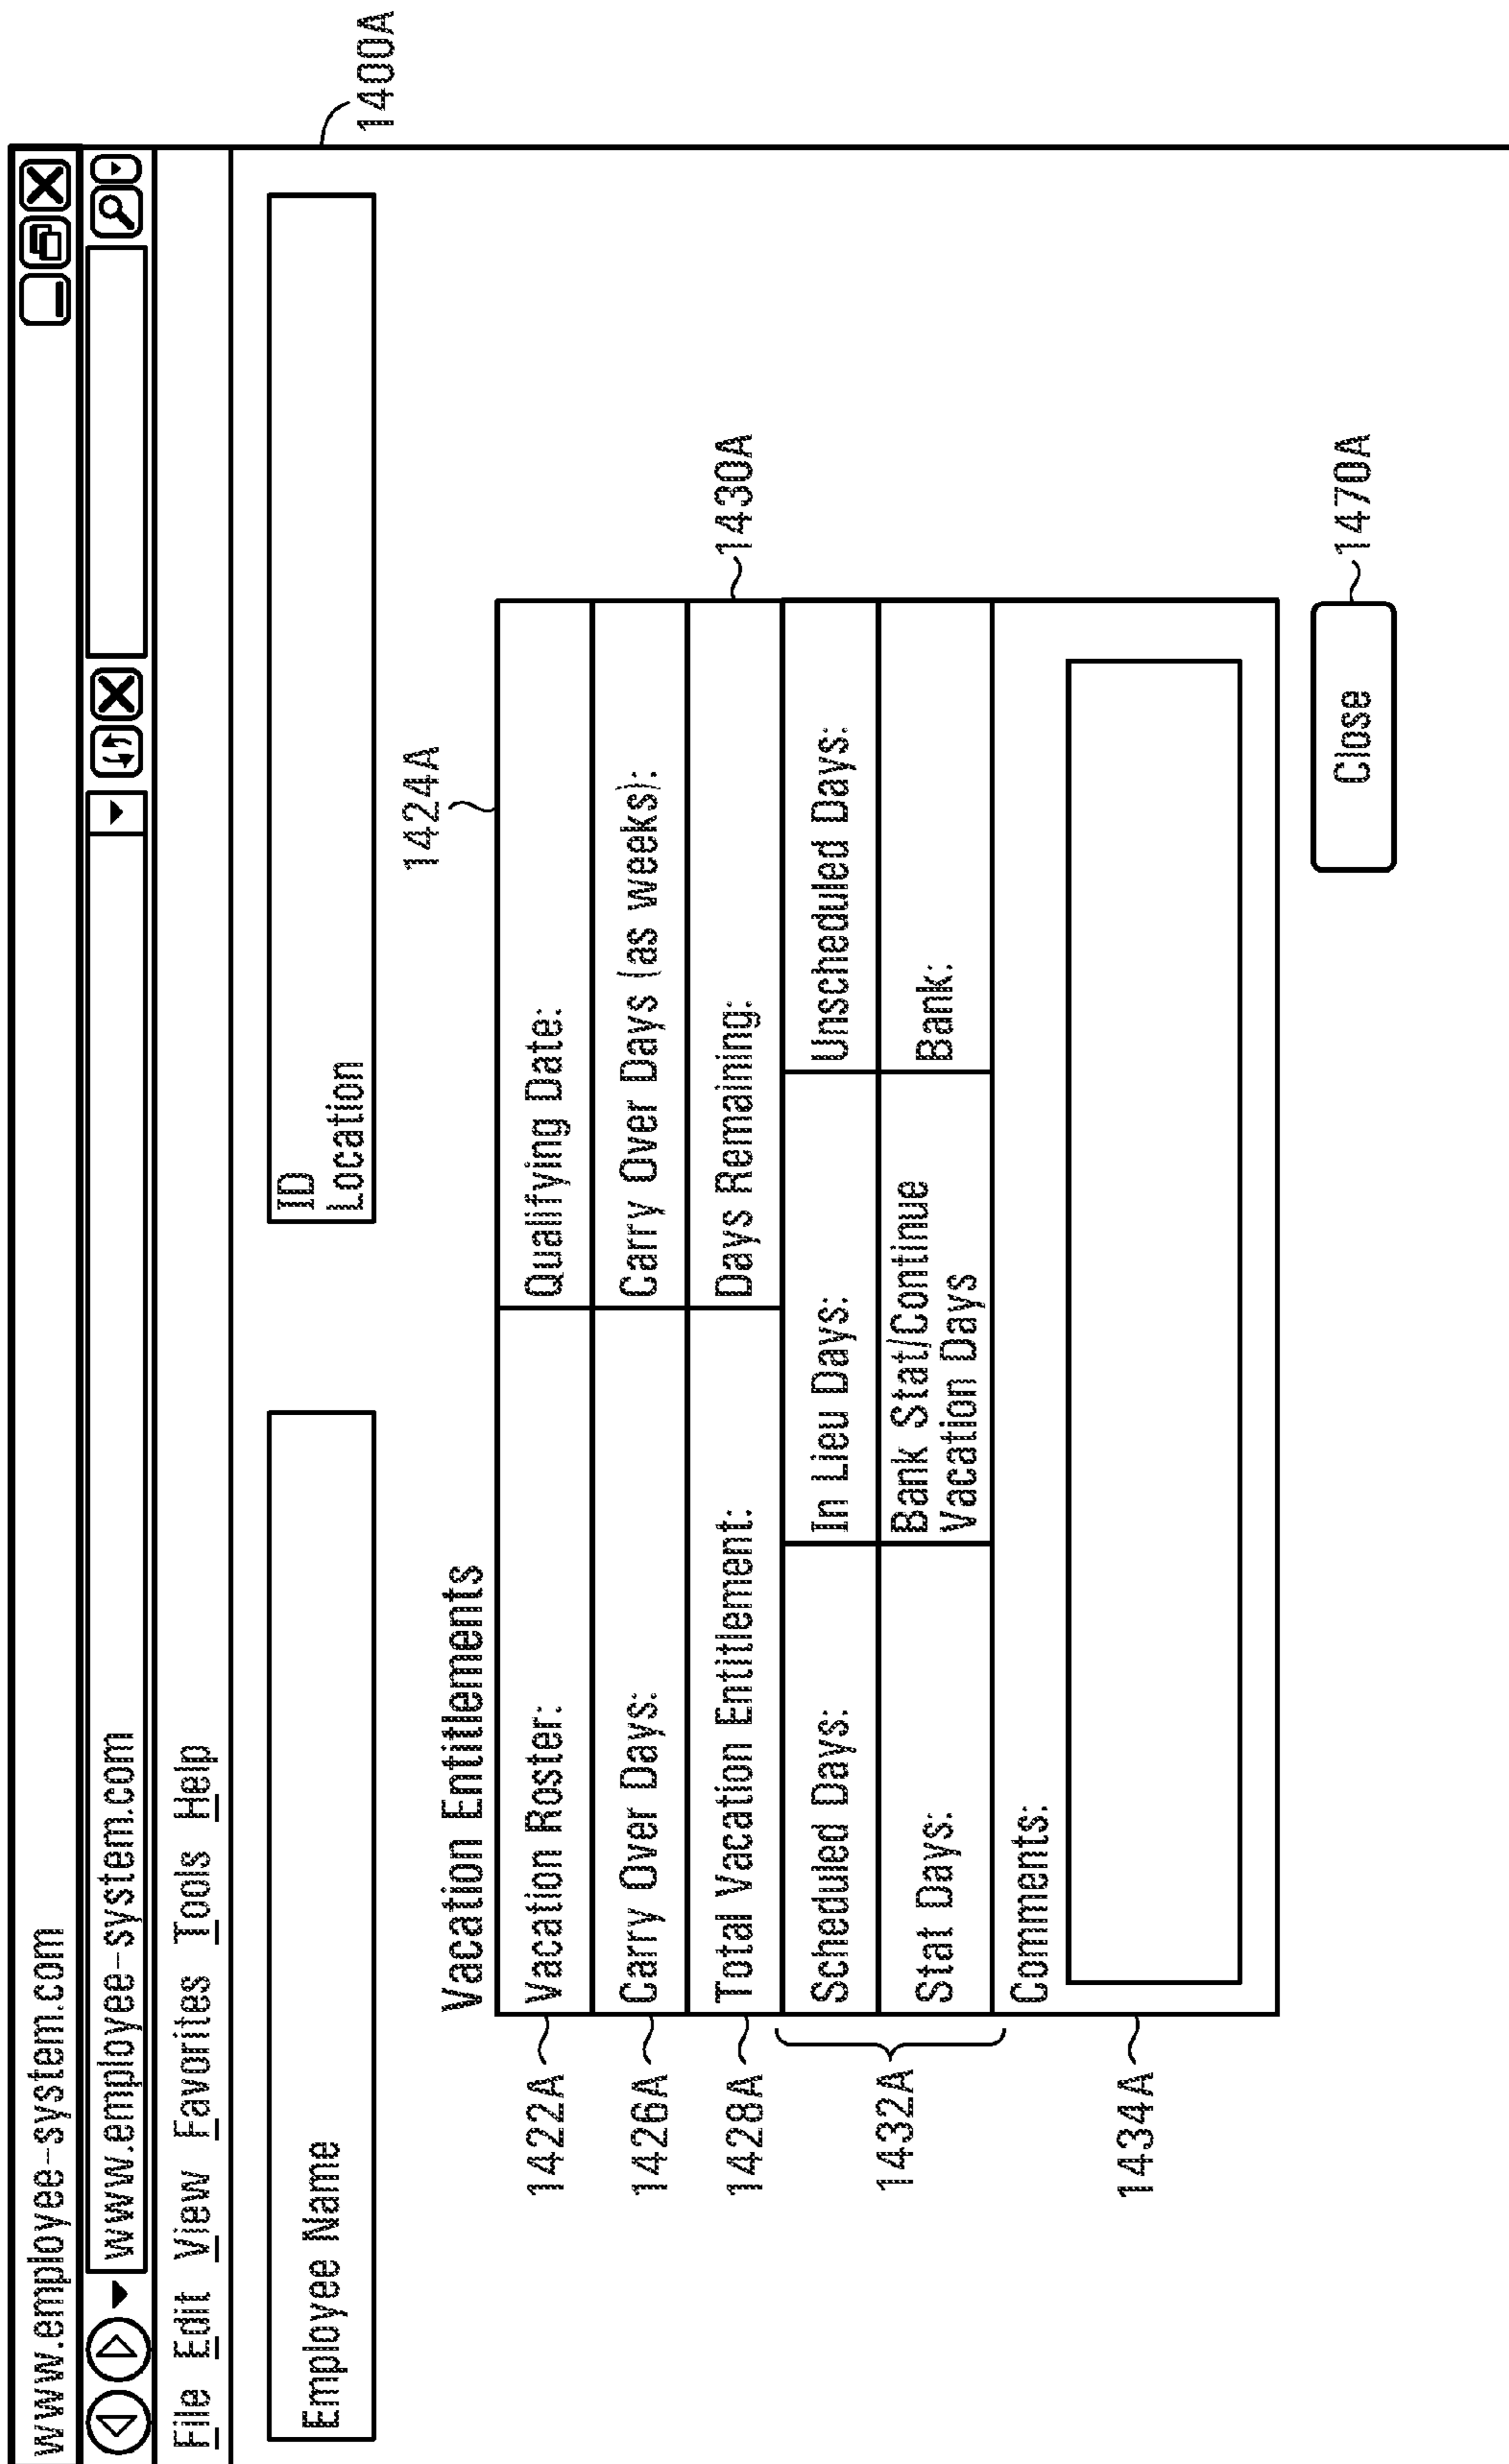 www.employee-system.com
www.employee-system.com
File Edit View Favorites Tools Help
1400A
Employee Name
ID
Location
1424A
Vacation Entitlements
1422A
Vacation Roster:
Qualifying Date:
1426A
Carry Over Days:
Carry Over Days (as weeks):
1428A
Total Vacation Entitlement:
Days Remaining:
1430A
1432A
Scheduled Days:
In Lieu Days:
Unscheduled Days:
Stat Days:
Bank Stat/Continue
Vacation Days
Bank:
1434A
Comments:
Close
1470A